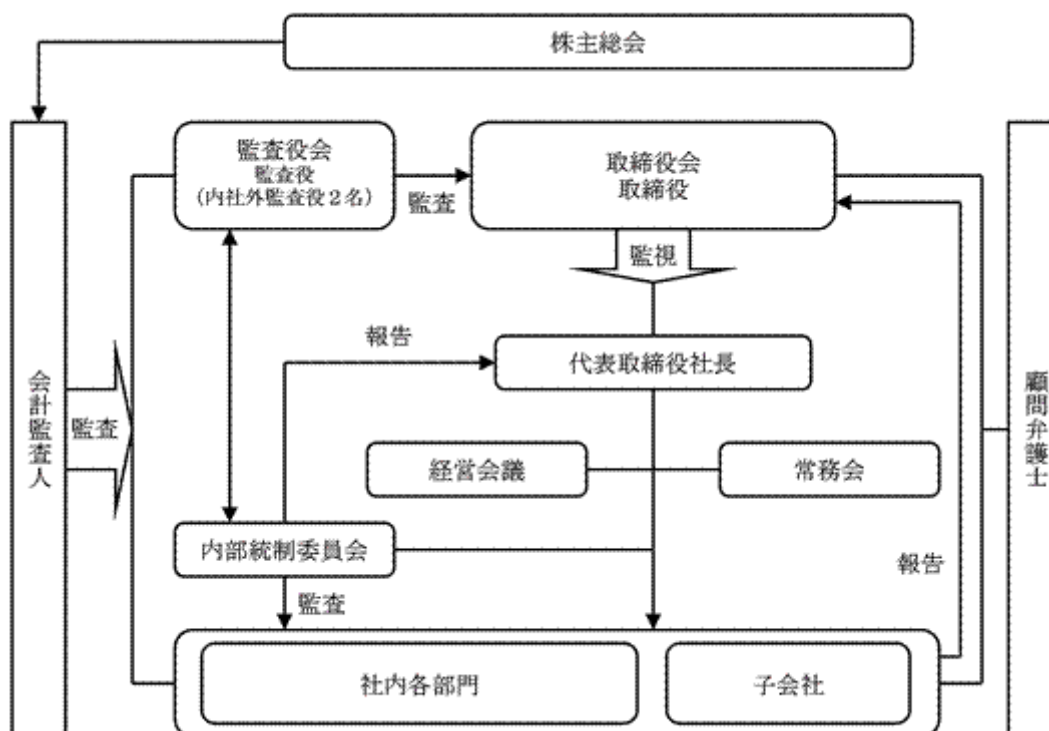 株主総会
監査役会
監査役
（内社外監査役２名）
監査
取締役会
取締役
監視
報告
代表取締役社長
会計監査人
監査
顧問弁護士
経営会議
常務会
内部統制委員会
報告
監査
社内各部門
子会社